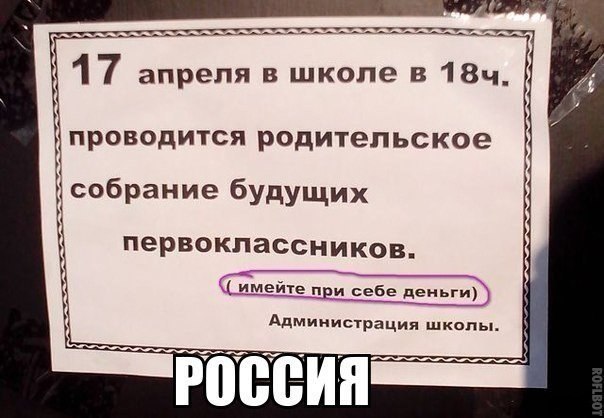 17 апреля в школе в 18ч.
проводится родительское
собрание будущих
первоклассников.
( имейте при себе деньги)
Администрация школы.
РОССИЯ
ROFLBOT